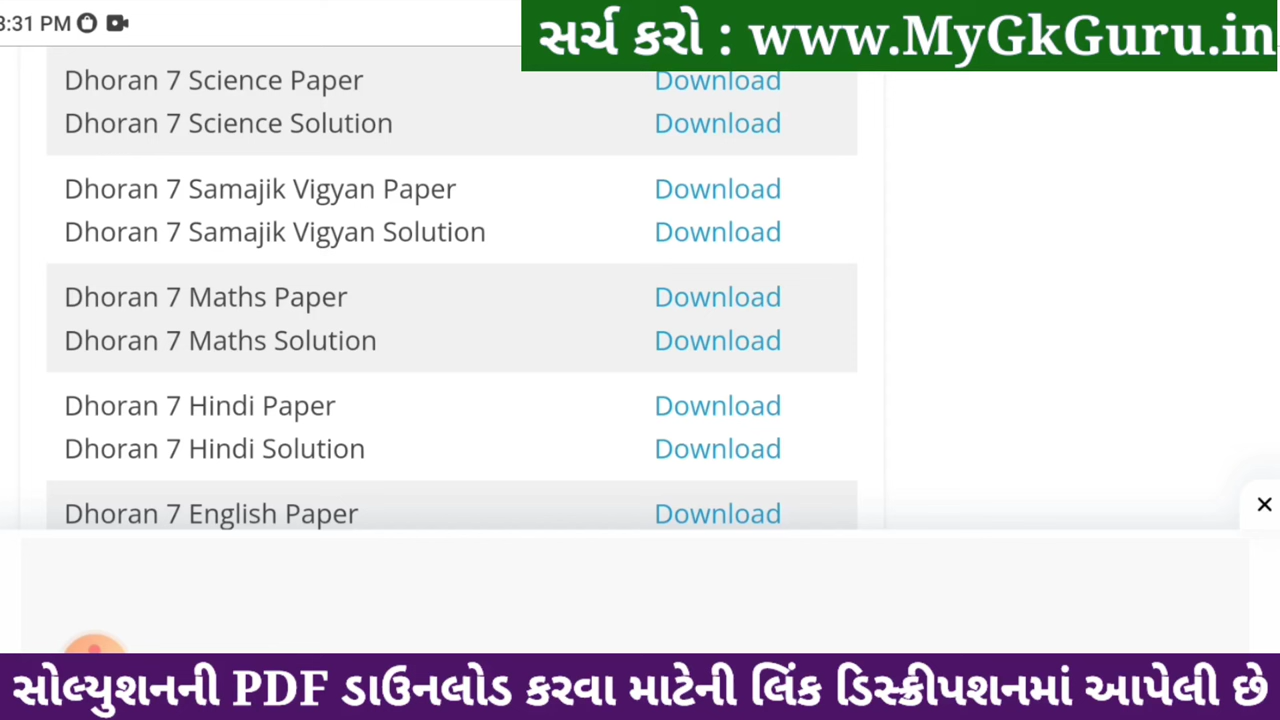 :31 PM
સર્ચ કરો : www.MyGkGuru.in
Dhoran 7 Science Paper Download
Dhoran 7 Science Solution Download
Dhoran 7 Samajik Vigyan Paper Download
Dhoran 7 Samajik Vigyan Solution Download
Dhoran 7 Maths Paper Download
Dhoran 7 Maths Solution Download
Dhoran 7 Hindi Paper Download
Dhoran 7 Hindi Solution Download
Dhoran 7 English Paper Download
સોલ્યુશનની PDF ડાઉનલોડ કરવા માટેની લિંક ડિસ્ક્રીપશનમાં આપેલી છે